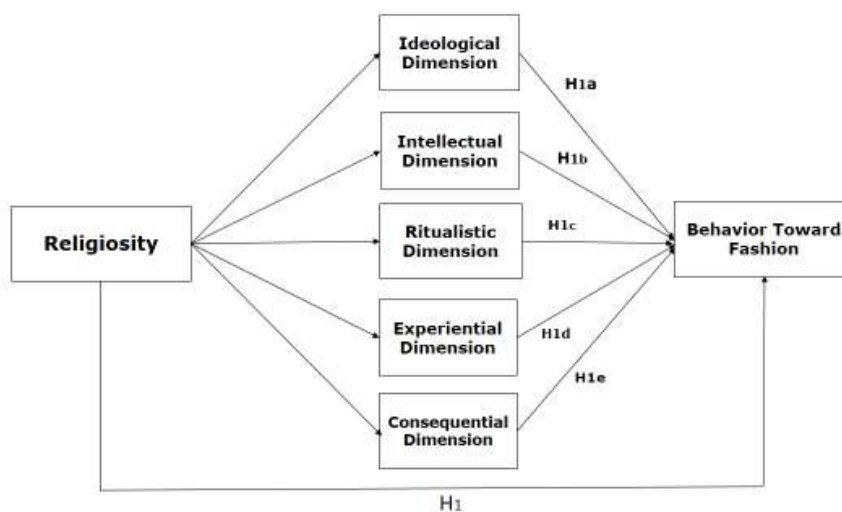 Ideological
Dimension
H1a
Intellectual
Dimension
H1b
Religiosity
Ritualistic
Dimension
H1c
Behavior Toward
Fashion
Experiential
Dimension
H1d
H1e
Consequential
Dimension
H1